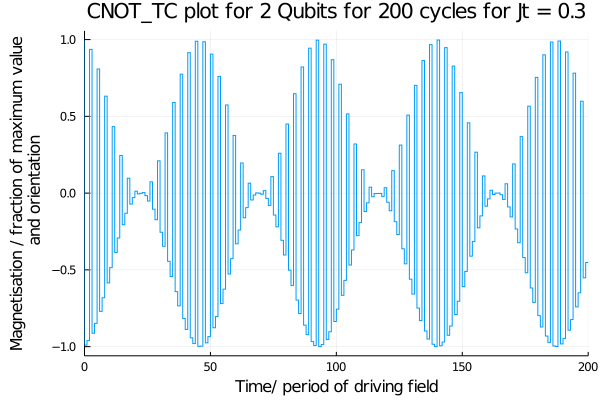 CNOT_TC plot for 2 Qubits for 200 cycles for Jt = 0.3
Magnetisation / fraction of maximum value
and orientation
1.0
0.5
0.0
−0.5
−1.0
0
50
100
150
200
Time/ period of driving field